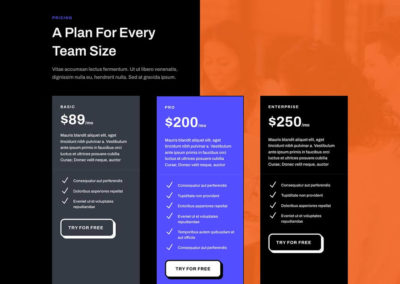 PRICING
A Plan For Every
Team Size
Vitae accumsan lectus fermentum. Ut ut libero venenatis,
dignissim nulla eu, hendrerit nulla. Sed at gravida ipsum.
BASIC
$89/mo
Mauris blandit aliquet elit, eget
tincidunt nibh pulvinar a. Vestibulum
ante ipsum primis in faucibus orci
luctus et ultrices posuere cubilia
Curae; Donec velit neque, auctor
Consequatur aut perferendis
Doloribus asperiores repellat
Eveniet ut et voluptates
repudiandae
TRY FOR FREE
PRO
$200/mo
Mauris blandit aliquet elit, eget
tincidunt nibh pulvinar a. Vestibulum
ante ipsum primis in faucibus orci
luctus et ultrices posuere cubilia
Curae; Donec velit neque, auctor
Consequatur aut perferendis
Cupiditate non provident
Doloribus asperiores repellat
Eveniet ut et voluptates
repudiandae
Temporibus autem quibusdam et
aut officiis
Consequatur aut perferendis
TRY FOR FREE
ENTERPRISE
$250/mo
Mauris blandit aliquet elit, eget
tincidunt nibh pulvinar a. Vestibulum
ante ipsum primis in faucibus orci
luctus et ultrices posuere cubilia
Curae; Donec velit neque, auctor
Consequatur aut perferendis
Cupiditate non provident
Doloribus asperiores repellat
Eveniet ut et voluptates
repudiandae
TRY FOR FREE